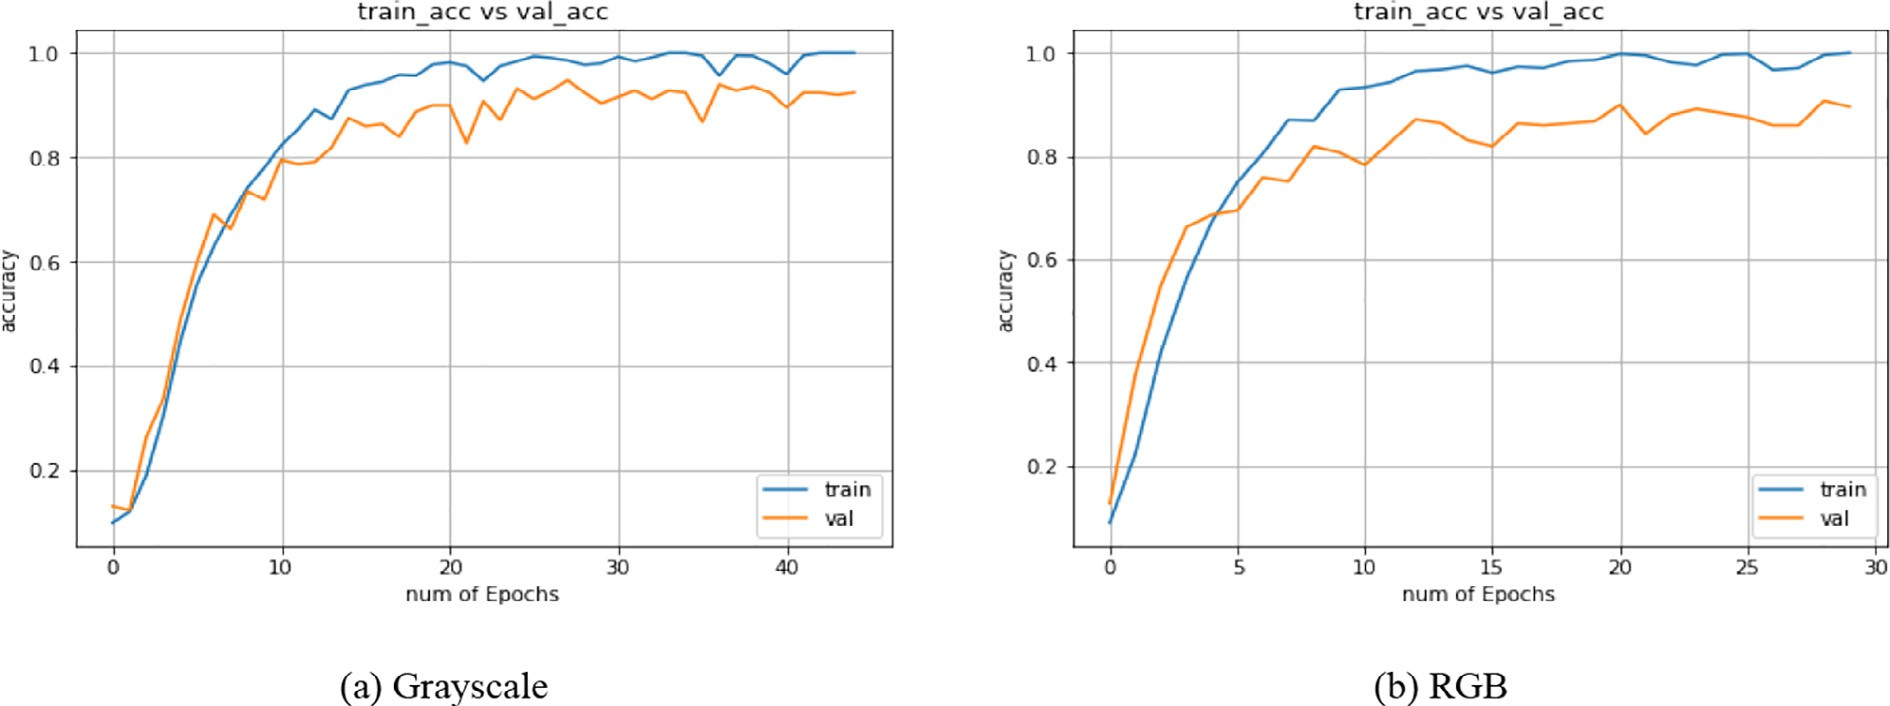 train_acc vs val_acc
1.0
0.8
0.6
0.4
0.2
accuracy
0 10 20 30 40
num of Epochs
train
val
(a) Grayscale
train_acc vs val_acc
1.0
0.8
0.6
0.4
0.2
accuracy
0 5 10 15 20 25 30
num of Epochs
train
val
(b) RGB